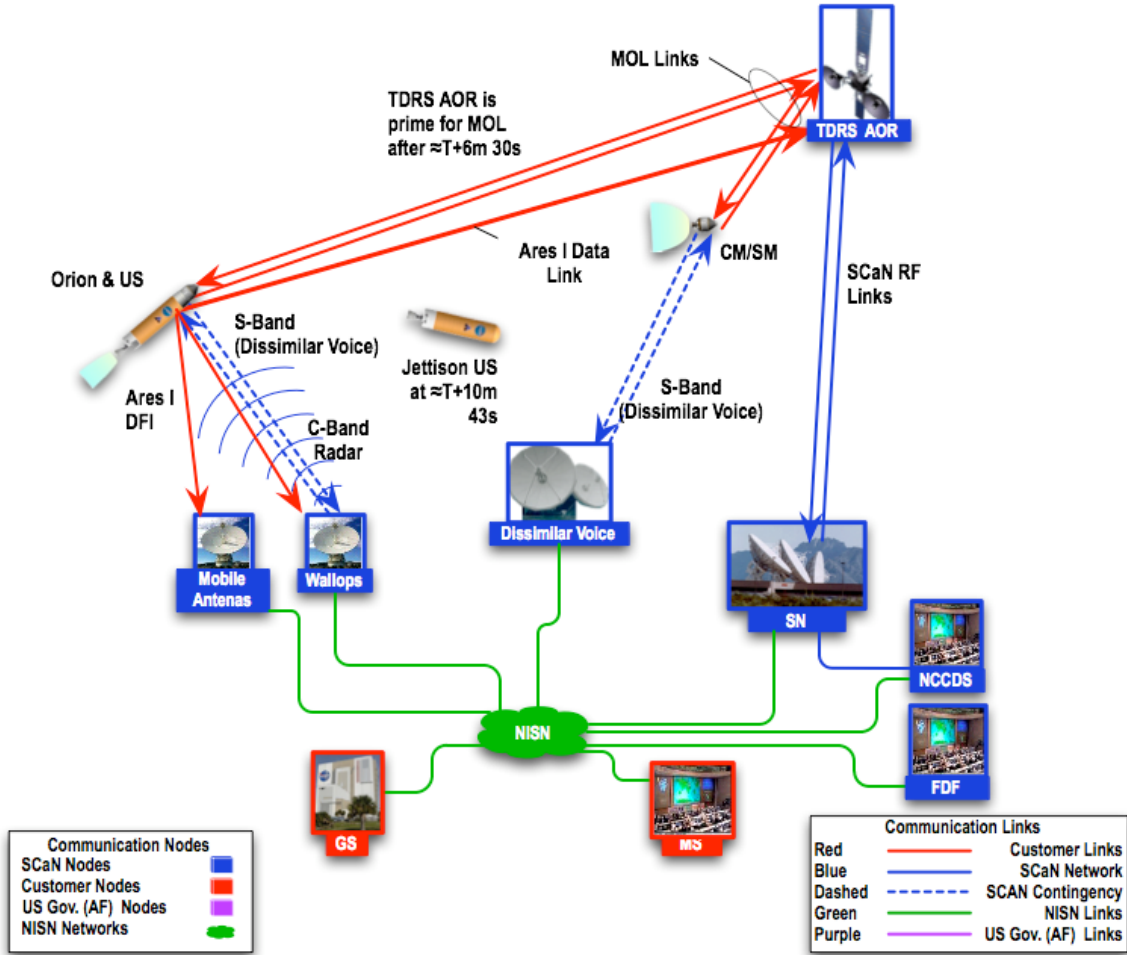 MOL Links
TDRS AOR is
prime for MOL
after ≈T+6m 30s
TDRS AOR
Ares I Data
Link
CM/SM
SCaN RF
Links
Orion & US
S-Band
(Dissimilar Voice)
Jettison US
at ≈T+10m
43s
Ares I
DFI
C-Band
Radar
S-Band
(Dissimilar Voice)
Dissimilar Voice
Mobile
Antenas
Wallops
SN
NCCDS
NISN
FDF
GS
MS
Communication Nodes
SCaN Nodes
Customer Nodes
US Gov. (AF) Nodes
NISN Networks
Communication Links
Red Customer Links
Blue SCaN Network
Dashed SCAN Contingency
Green NISN Links
Purple US Gov. (AF) Links